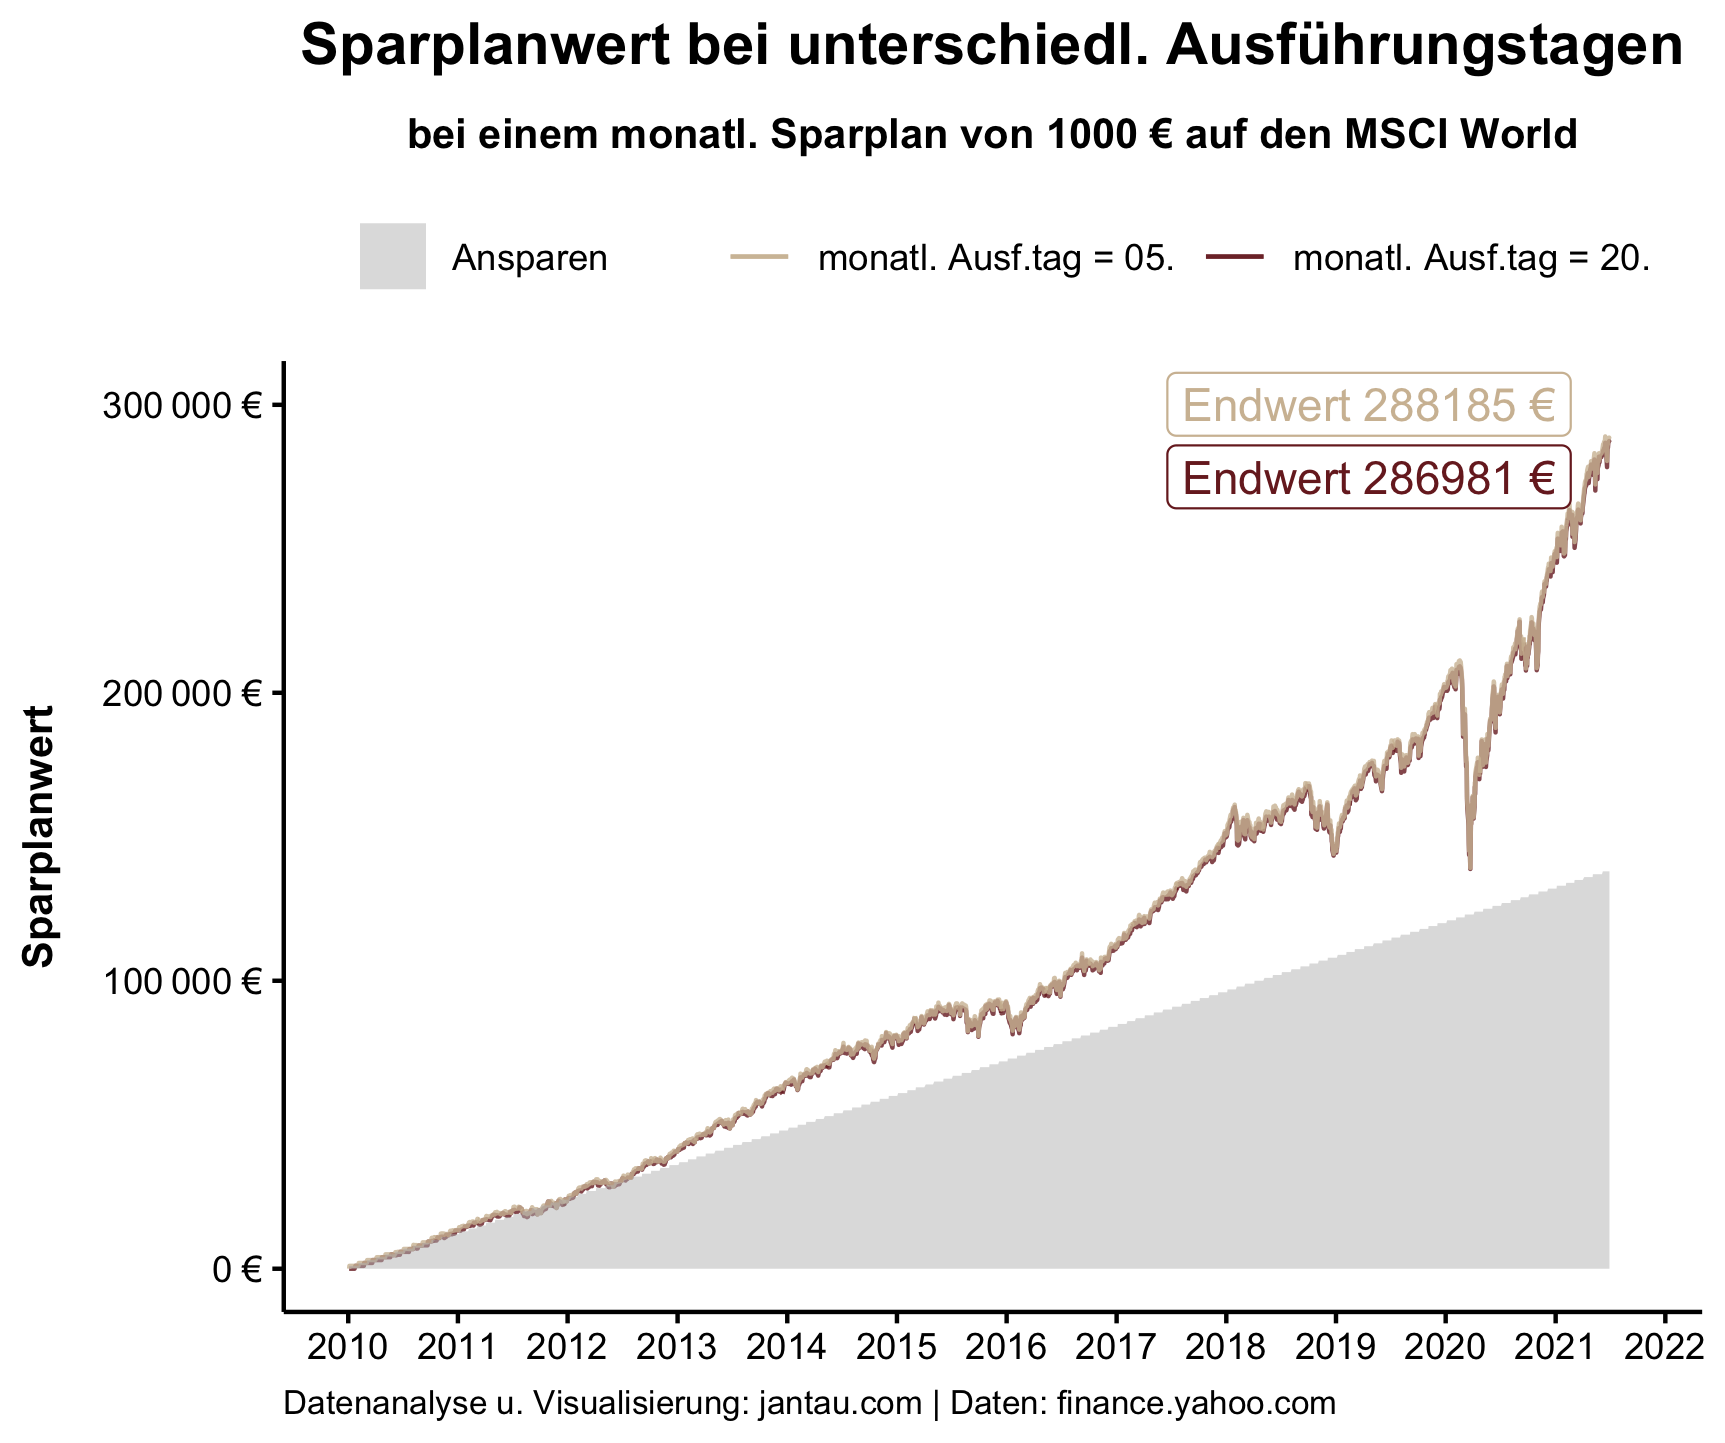 Sparplanwert bei unterschiedl. Ausführungstagen
bei einem monatl. Sparplan von 1000 € auf den MSCI World
Ansparen
monatl. Ausf.tag = 05.
monatl. Ausf.tag = 20.
Endwert 288185 €
Endwert 286981 €
300 000 €
200 000 €
100 000 €
0 €
Sparplanwert
2010 2011 2012 2013 2014 2015 2016 2017 2018 2019 2020 2021 2022
Datenanalyse u. Visualisierung: jantau.com | Daten: finance.yahoo.com